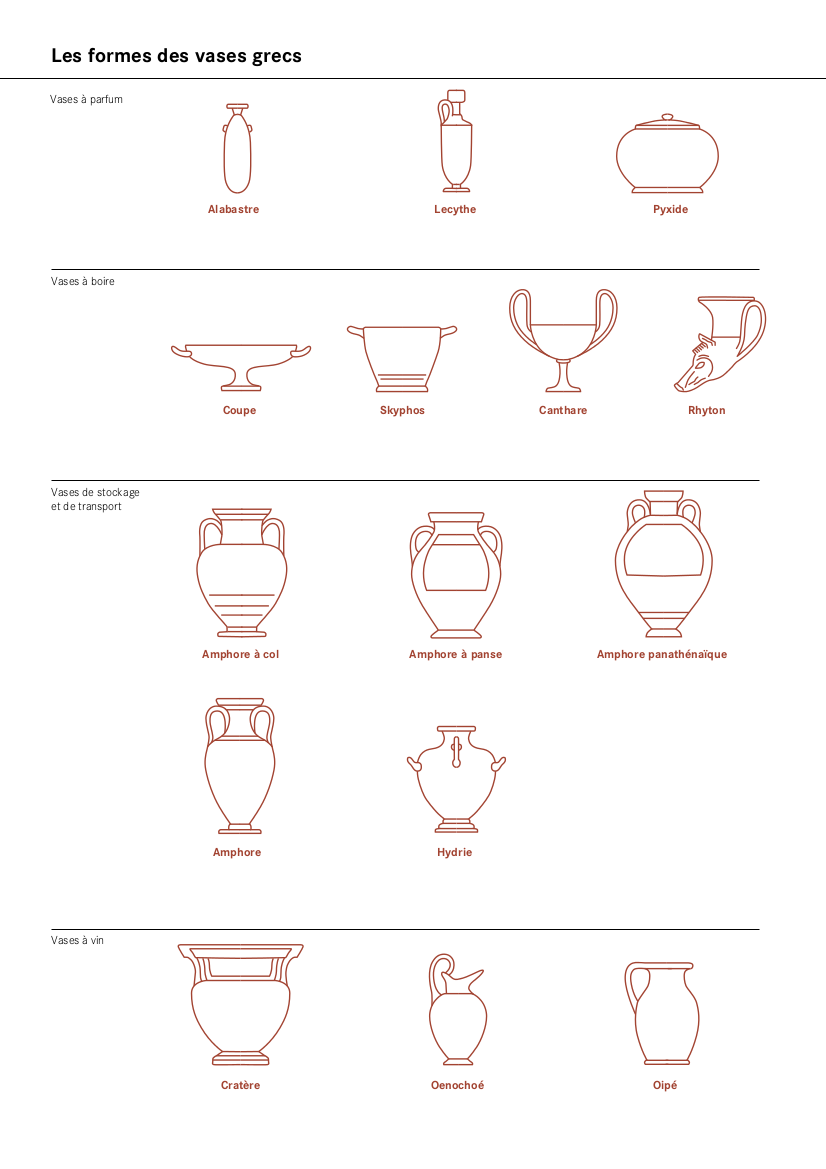 Les formes des vases grecs
Vases à parfum
Alabastre
Lecythe
Pyxide
Vases à boire
Coupe
Skyphos
Canthare
Rhyton
Vases de stockage
et de transport
Amphore à col
Amphore à panse
Amphore panathénaïque
Amphore
Hydrie
Vases à vin
Cratère
Oenochoé
Oipé